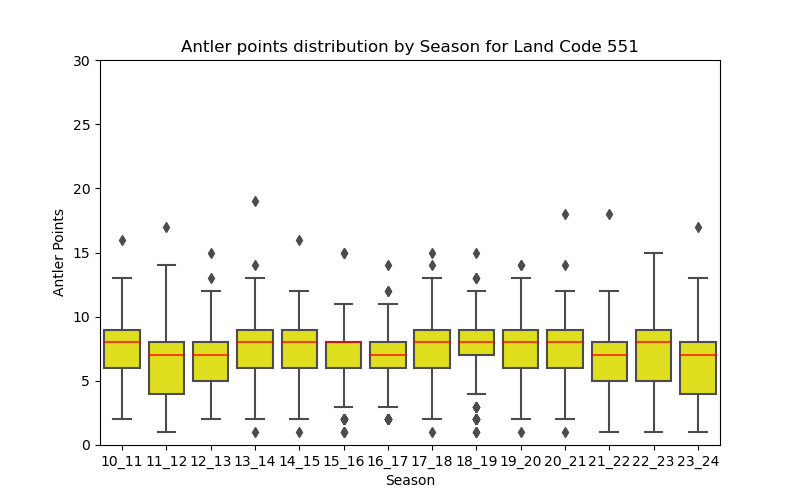 Antler points distribution by Season for Land Code 551
30
25
20
15
10
5
0
Antler Points
10_11 11_12 12_13 13_14 14_15 15_16 16_17 17_18 18_19 19_20 20_21 21_22 22_23 23_24
Season